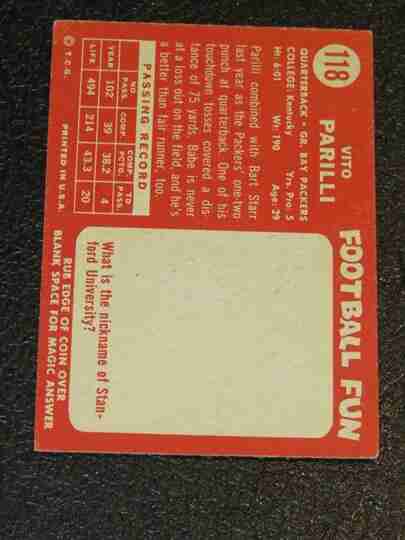 118
VITO
PARILLI
QUARTERBACK • GR. BAY PACKERS
COLLEGE: Kentucky Yrs. Pro: 5
Ht: 6-01 Wt: 190 Age: 29
Parilli combined with Bart Starr
last year as the Packers' one-two-
punch at quarterback. One of his
touchdown tosses covered a dis-
tance of 75 yards. Babe is never
at a loss out on the field and he's
a better than fair runner, too.
PASSING RECORD
NO. COMP. TD
PASS. COMP. PCTG. PASS.
YEAR 102 39 38.2 4
LIFE 494 214 43.3 20
© T.C.G. PRINTED IN U.S.A.
FOOTBALL FUN
What is the nickname of Stan-
ford University?
RUB EDGE OF COIN OVER
BLANK SPACE FOR MAGIC ANSWER